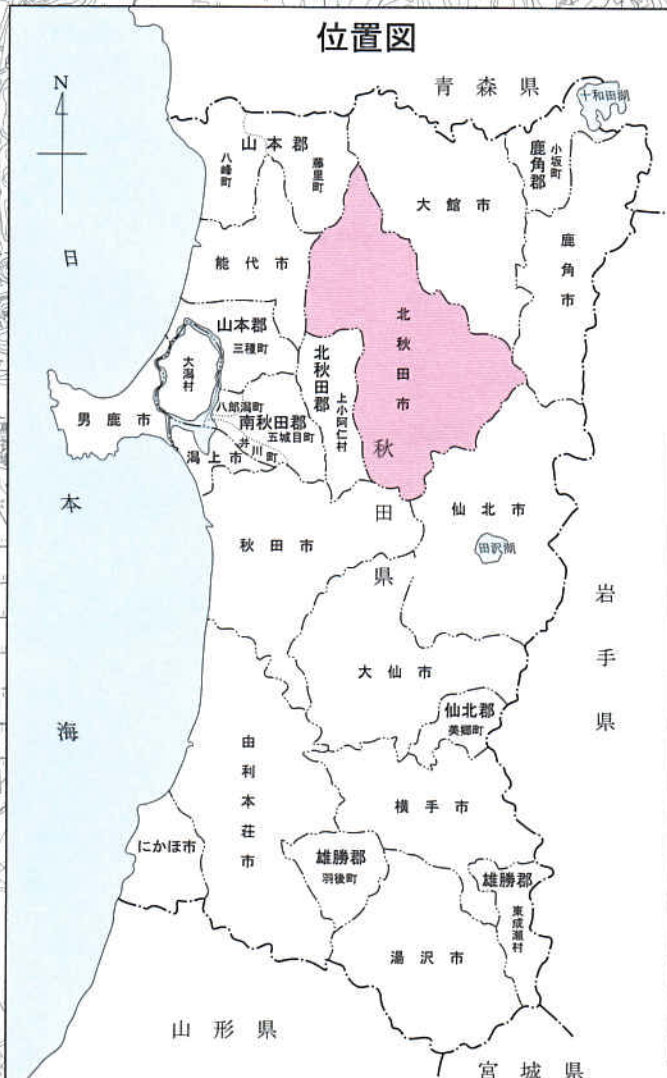 位置図
N
青森県
十和田湖
山本郡
八峰町
藤里町
鹿角郡
小坂町
大館市
鹿角市
能代市
北秋田市
山本郡
三種町
大潟村
北秋田郡
上小阿仁村
男鹿市
八郎潟町
南秋田郡
五城目町
井川町
潟上市
秋田県
日本海
秋田市
仙北市
田沢湖
岩手県
大仙市
仙北郡
美郷町
由利本荘市
横手市
にかほ市
雄勝郡
羽後町
雄勝郡
東成瀬村
湯沢市
山形県
宮城県